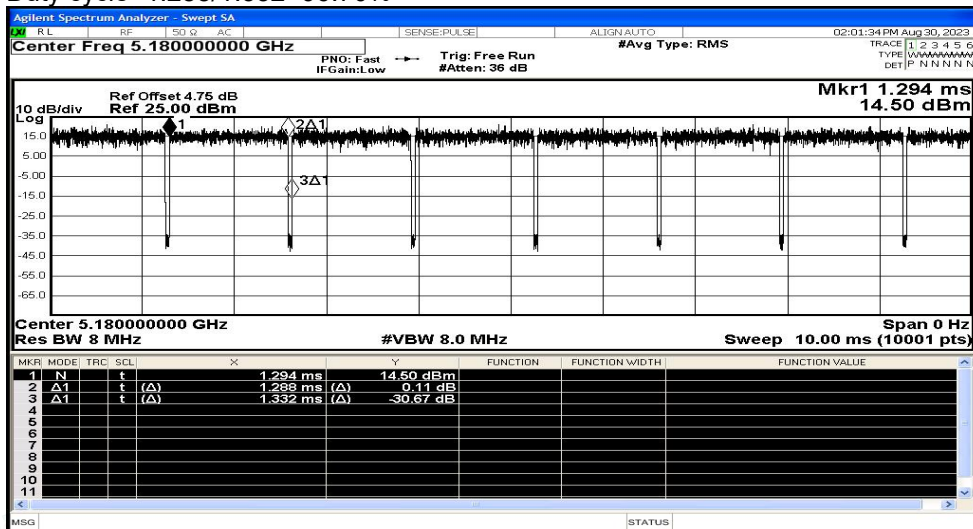 Agilent Spectrum Analyzer - Swept SA
LXI RL RF 50 Ω AC SENSE:PULSE ALIGN AUTO 02:01:34 PM Aug 30, 2023
Center Freq 5.180000000 GHz #Avg Type: RMS TRACE 1 2 3 4 5 6
PNO: Fast Trig: Free Run TYPE
IFGain:Low #Atten: 36 dB DET P N N N N N
Mkr1 1.294 ms
Ref Offset 4.75 dB
10 dB/div Ref 25.00 dBm 14.50 dBm
Log
1 2Δ1
15.0
5.00
3Δ1
-5.00
-15.0
-25.0
-35.0
-45.0
-55.0
-65.0
Center 5.180000000 GHz Span 0 Hz
Res BW 8 MHz #VBW 8.0 MHz Sweep 10.00 ms (10001 pts)
MKR MODE TRC SCL X Y FUNCTION FUNCTION WIDTH FUNCTION VALUE
1 N t 1.294 ms 14.50 dBm
2 Δ1 t (Δ) 1.288 ms (Δ) 0.11 dB
3 Δ1 t (Δ) 1.332 ms (Δ) -30.67 dB
4
5
6
7
8
9
10
11
MSG STATUS